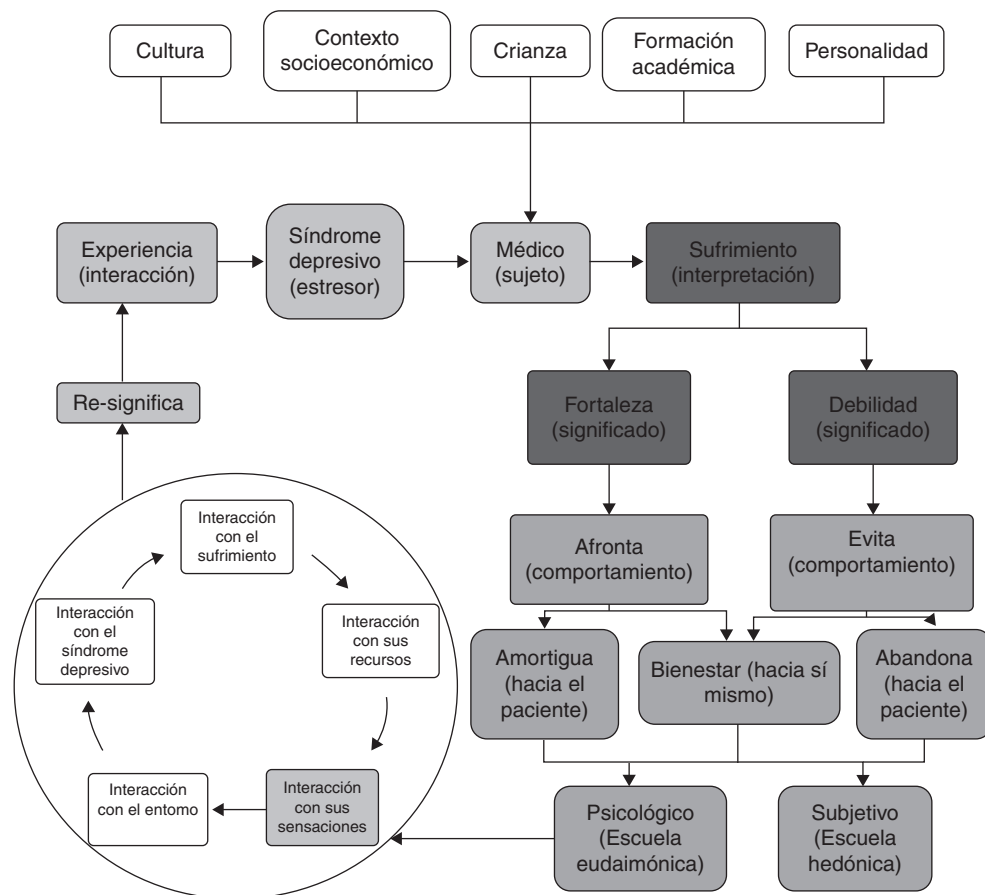 Cultura
Contexto
socioeconómico
Crianza
Formación
académica
Personalidad
Experiencia
(interacción)
Síndrome
depresivo
(estresor)
Médico
(sujeto)
Sufrimiento
(interpretación)
Re-significa
Fortaleza
(significado)
Debilidad
(significado)
Afronta
(comportamiento)
Evita
(comportamiento)
Amortigua
(hacia el
paciente)
Bienestar (hacia sí
mismo)
Abandona
(hacia el
paciente)
Psicológico
(Escuela
eudaimónica)
Subjetivo
(Escuela
hedónica)
Interacción
con el
sufrimiento
Interacción
con sus
recursos
Interacción
con sus
sensaciones
Interacción
con el entomo
Interacción
con el
síndrome
depresivo